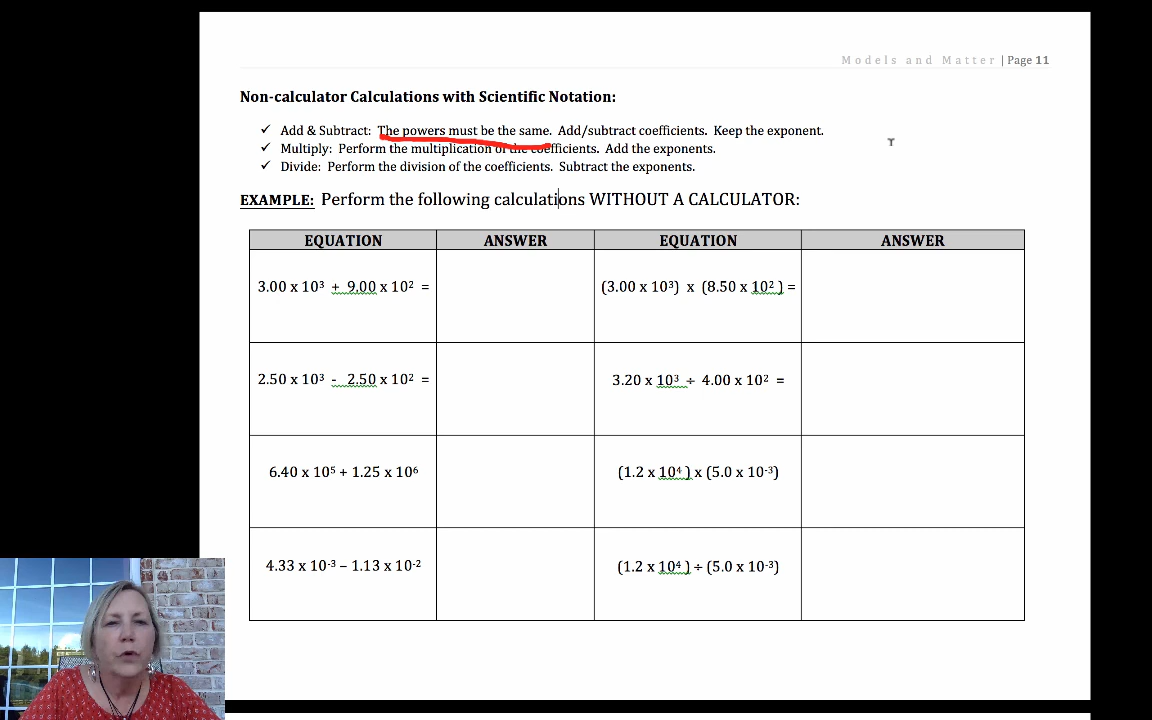 Models and Matter | Page 11
Non-calculator Calculations with Scientific Notation:
✓ Add & Subtract: The powers must be the same. Add/subtract coefficients. Keep the exponent.
✓ Multiply: Perform the multiplication of the coefficients. Add the exponents.
✓ Divide: Perform the division of the coefficients. Subtract the exponents.
EXAMPLE: Perform the following calculations WITHOUT A CALCULATOR:
EQUATION ANSWER EQUATION ANSWER
3.00 x 10³ + 9.00 x 10² = (3.00 x 10³) x (8.50 x 10² ) =
2.50 x 10³ - 2.50 x 10² = 3.20 x 10³ ÷ 4.00 x 10² =
6.40 x 10⁵ + 1.25 x 10⁶ (1.2 x 10⁴ ) x (5.0 x 10⁻³)
4.33 x 10⁻³ – 1.13 x 10⁻² (1.2 x 10⁴ ) ÷ (5.0 x 10⁻³)